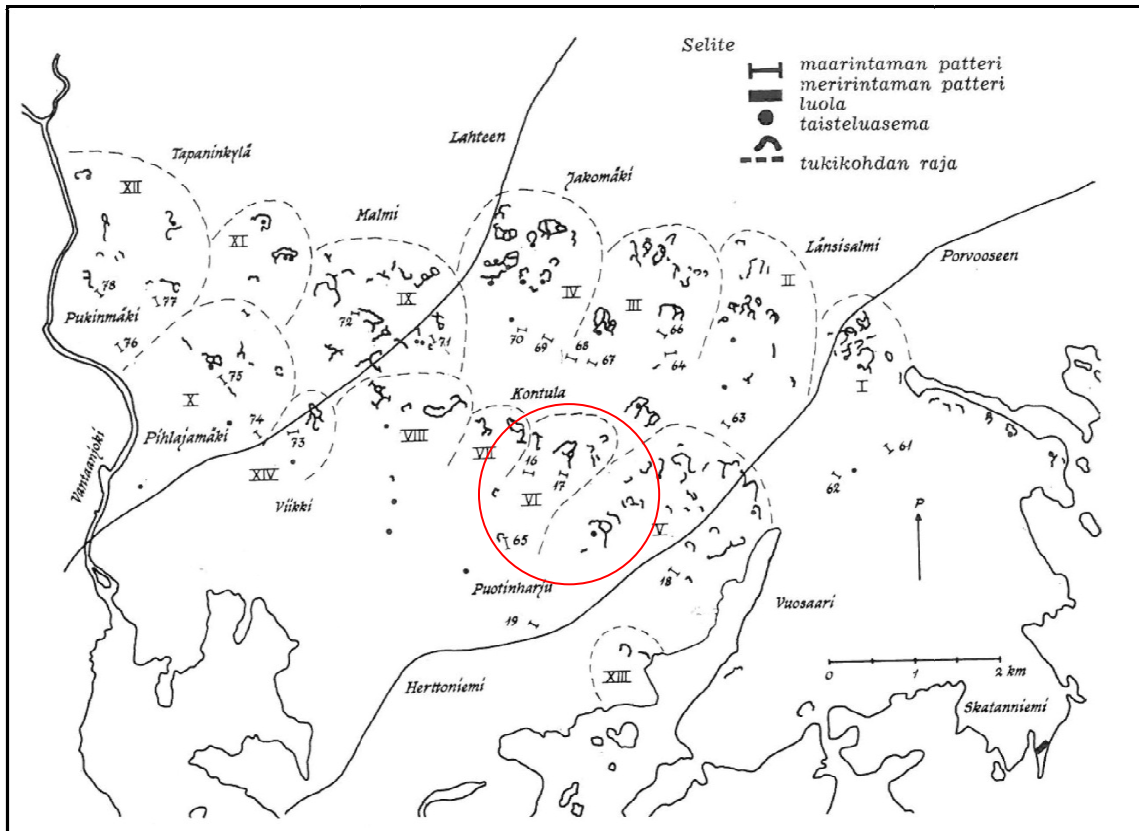 Selite
maarintaman patteri
meririntaman patteri
luola
taisteluasema
tukikohdan raja
Lahteen
Tapaninkylä
Jakomäki
XII
Malmi
XI
Länsisalmi
Porvooseen
II
IX
IV
III
78
77
72
71
70
69
68
67
66
64
Pukinmäki
76
I
75
X
Kontula
74
73
63
Pihlajamäki
VIII
VII
16
61
XIV
17
62
Vantaanjoki
Viikki
VI
V
P
65
18
Puotinharju
19
Vuosaari
XIII
Herttoniemi
0 1 2 km
Skatanniemi